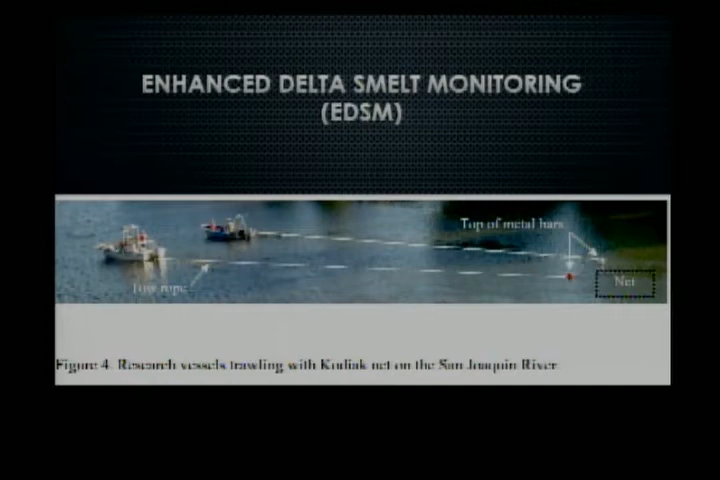 ENHANCED DELTA SMELT MONITORING
(EDSM)
Top of metal bars
Tow rope
Net
Figure 4. Research vessels trawling with Kodiak net on the San Joaquin River